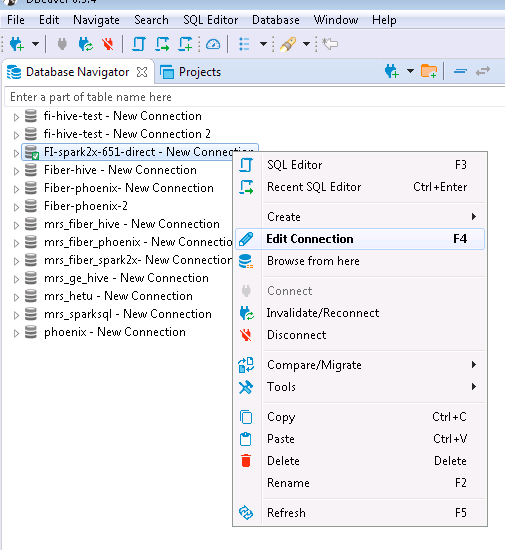 File Edit Navigate Search SQL Editor Database Window Help
Database Navigator Projects
Enter a part of table name here
fi-hive-test - New Connection
fi-hive-test - New Connection 2
FI-spark2x-651-direct - New Connection
Fiber-hive - New Connection
Fiber-phoenix- New Connection
Fiber-phoenix-2
mrs_fiber_hive - New Connection
mrs_fiber_phoenix - New Connection
mrs_fiber_spark2x- New Connection
mrs_ge_hive - New Connection
mrs_hetu - New Connection
mrs_sparksql - New Connection
phoenix - New Connection
SQL Editor F3
Recent SQL Editor Ctrl+Enter
Create
Edit Connection F4
Browse from here
Connect
Invalidate/Reconnect
Disconnect
Compare/Migrate
Tools
Copy Ctrl+C
Paste Ctrl+V
Delete Delete
Rename F2
Refresh F5